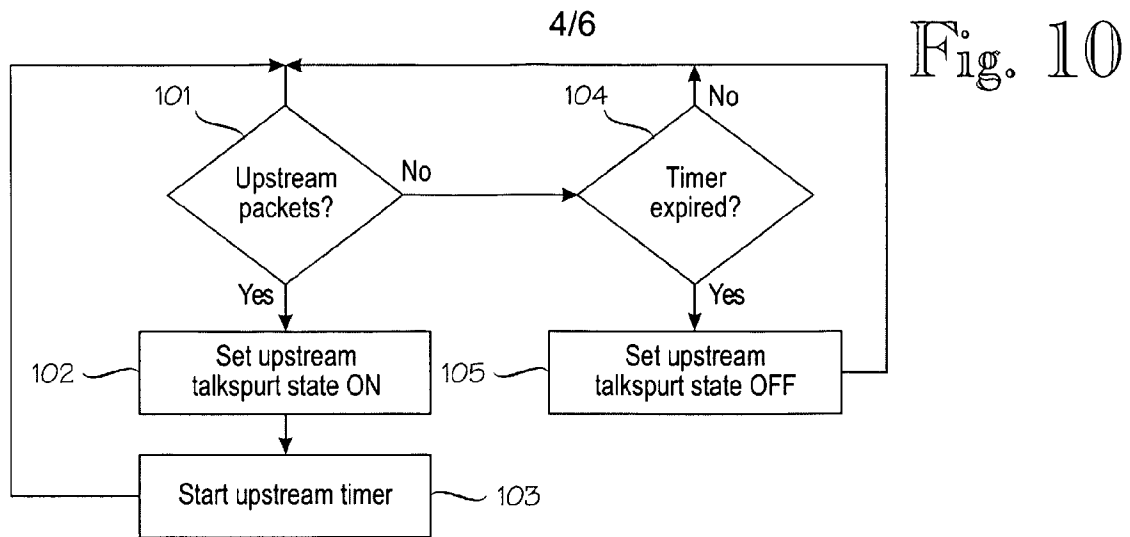 4/6
Fig. 10
101
104
No
No
Upstream
packets?
Timer
expired?
Yes
Yes
102
Set upstream
talkspurt state ON
105
Set upstream
talkspurt state OFF
Start upstream timer
103